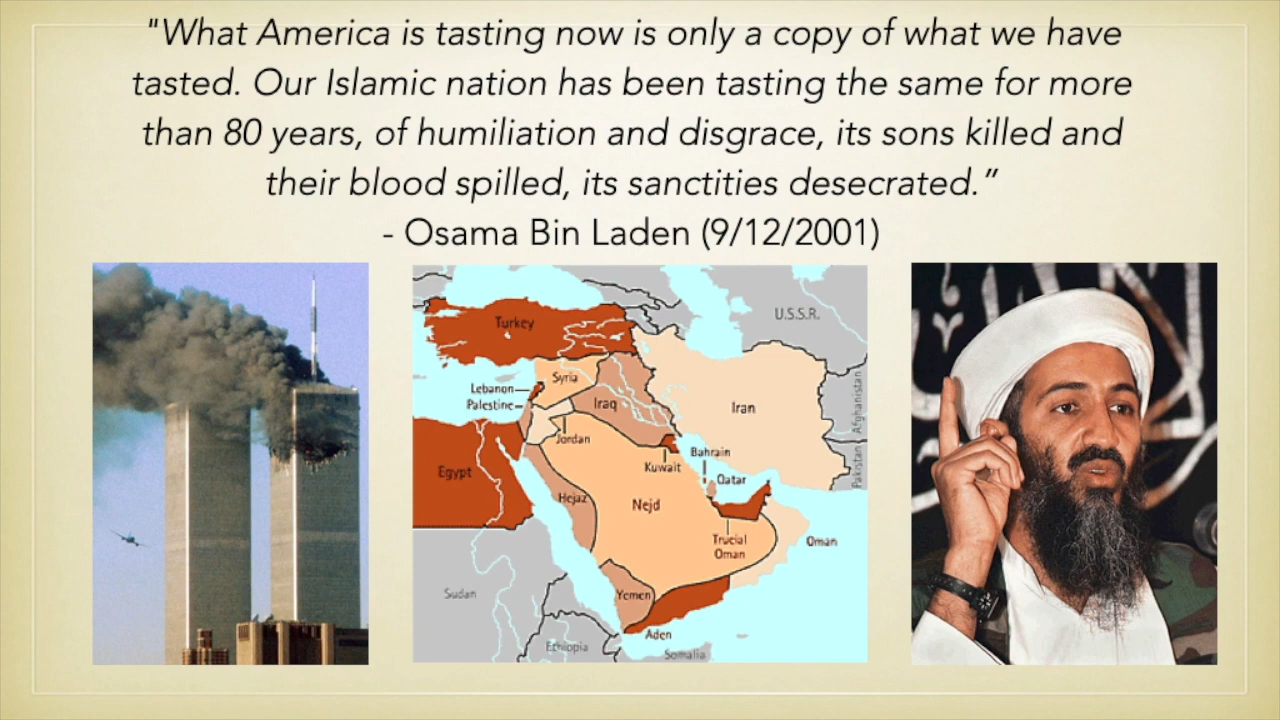 "What America is tasting now is only a copy of what we have
tasted. Our Islamic nation has been tasting the same for more
than 80 years, of humiliation and disgrace, its sons killed and
their blood spilled, its sanctities desecrated.”
- Osama Bin Laden (9/12/2001)
U.S.S.R.
Turkey
Syria
Lebanon
Palestine
Iraq
Iran
Afghanistan
Jordan
Bahrain
Pakistan
Kuwait
Egypt
Qatar
Hejaz
Nejd
Trucial
Oman
Oman
Sudan
Yemen
Aden
Ethiopia
Somalia